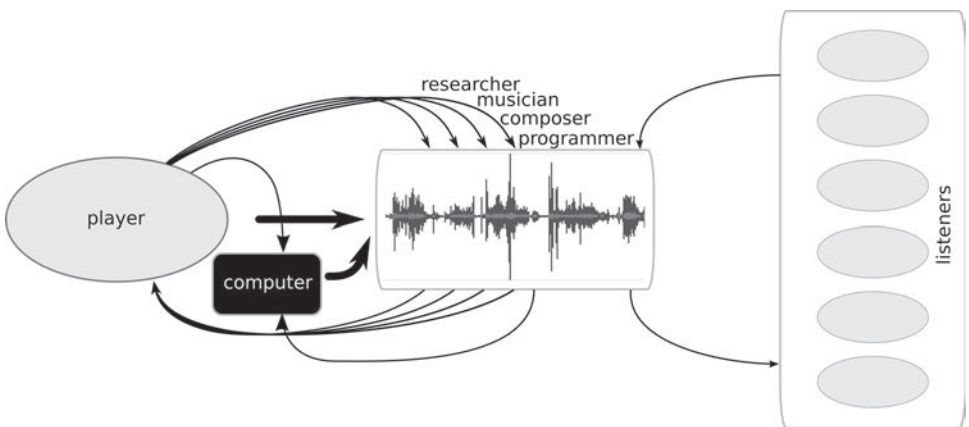 researcher
musician
composer
programmer
player
computer
listeners